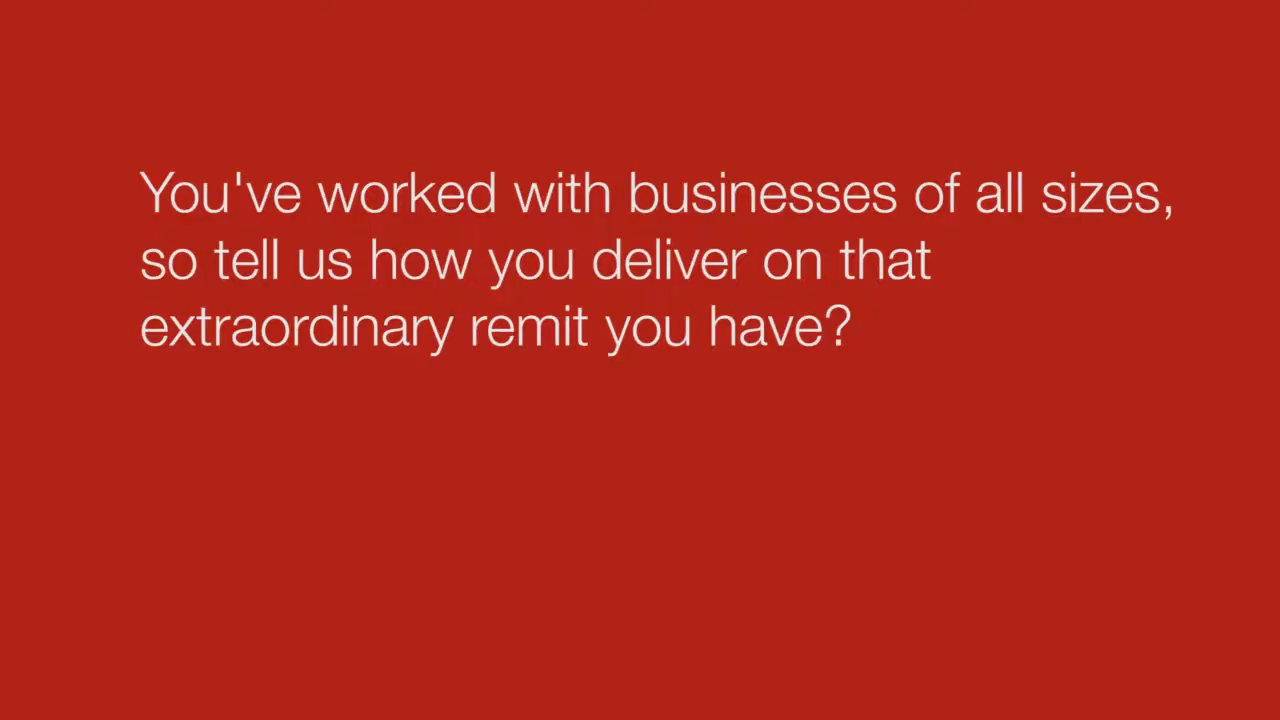 You've worked with businesses of all sizes,
so tell us how you deliver on that
extraordinary remit you have?